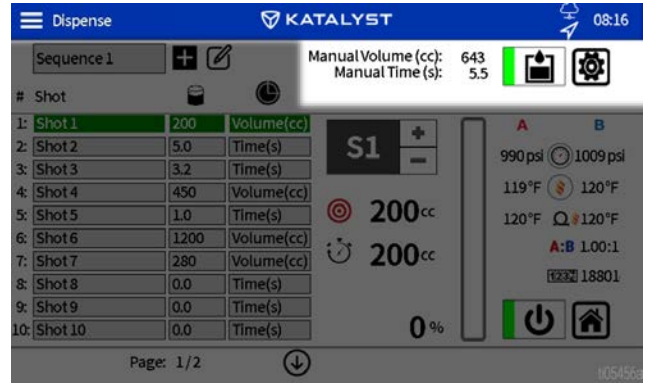 Dispense
KATALYST
08:16
Sequence 1
Manual Volume (cc): 643
Manual Time (s): 5.5
# Shot
1: Shot 1 200 Volume(cc)
2: Shot 2 5.0 Time(s)
3: Shot 3 3.2 Time(s)
4: Shot 4 450 Volume(cc)
5: Shot 5 1.0 Time(s)
6: Shot 6 1200 Volume(cc)
7: Shot 7 280 Volume(cc)
8: Shot 8 0.0 Time(s)
9: Shot 9 0.0 Time(s)
10: Shot 10 0.0 Time(s)
S1
+
−
200cc
200cc
0 %
A B
990 psi 1009 psi
119°F 120°F
120°F 120°F
A:B 1.00:1
18801
Page: 1/2
ti05456a